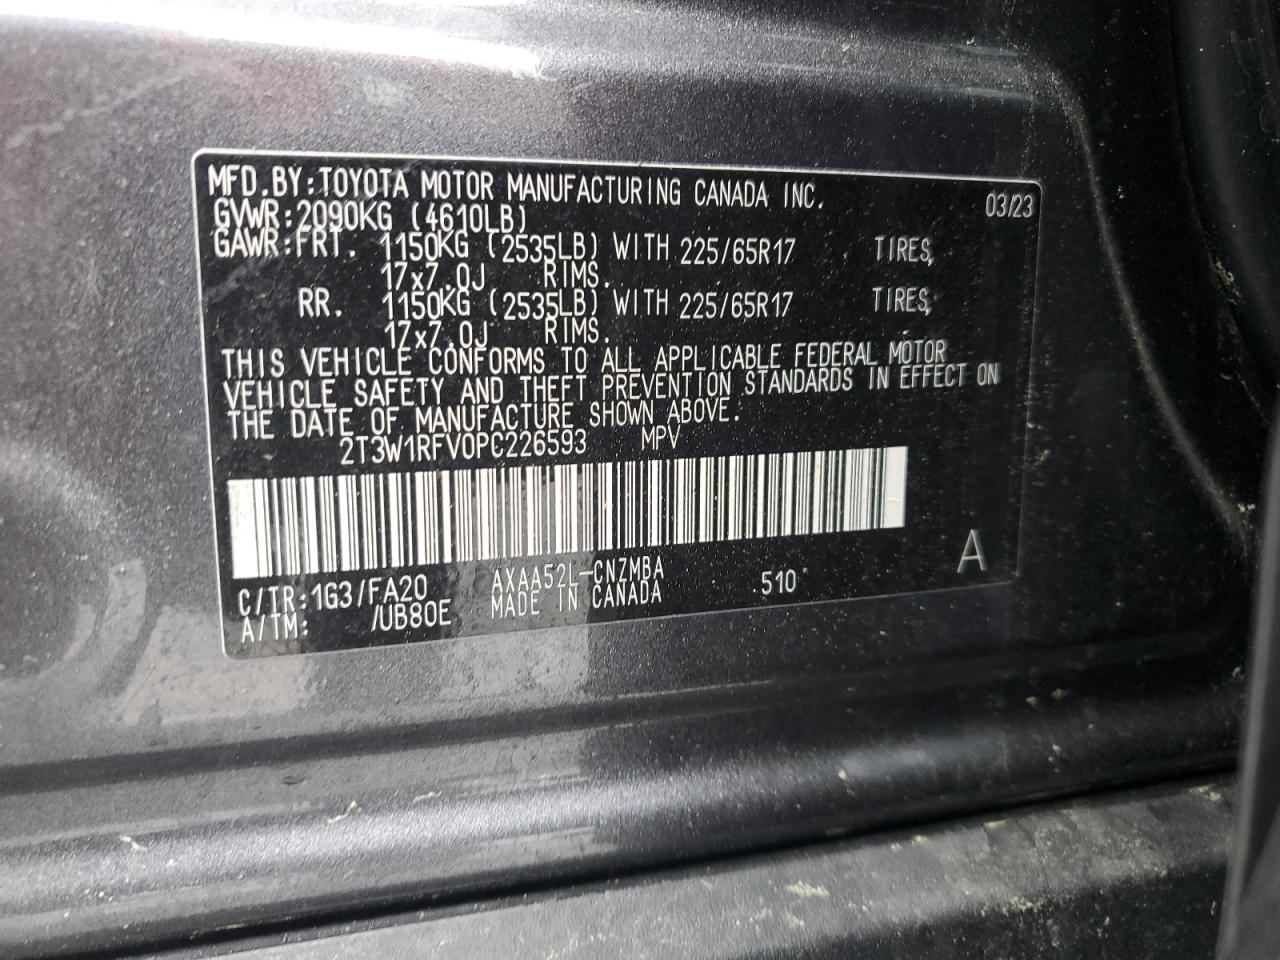 MFD.BY:TOYOTA MOTOR MANUFACTURING CANADA INC. 03/23
GVWR:2090KG (4610LB)
GAWR:FRT. 1150KG (2535LB) WITH 225/65R17 TIRES,
17x7.0J RIMS.
RR. 1150KG (2535LB) WITH 225/65R17 TIRES,
17x7.0J RIMS.
THIS VEHICLE CONFORMS TO ALL APPLICABLE FEDERAL MOTOR
VEHICLE SAFETY AND THEFT PREVENTION STANDARDS IN EFFECT ON
THE DATE OF MANUFACTURE SHOWN ABOVE.
2T3W1RFV0PC226593 MPV
C/TR:1G3/FA20 AXAA52L-CNZMBA 510 A
A/TM: /UB80E MADE IN CANADA